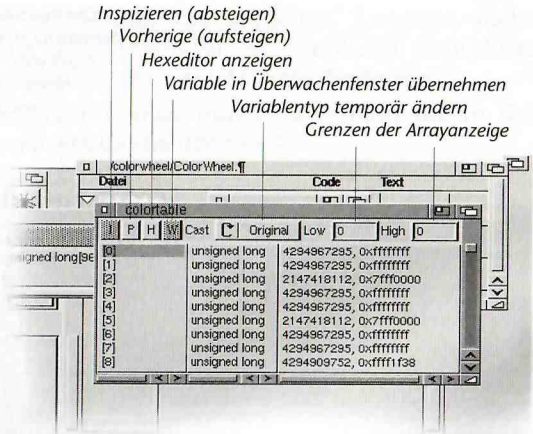 Inspizieren (absteigen)
Vorherige (aufsteigen)
Hexeditor anzeigen
Variable in Überwachenfenster übernehmen
Variablentyp temporär ändern
Grenzen der Arrayanzeige
/colorwheel/ColorWheel.¶
Datei Code Text
colortable
I P H W Cast Original Low 0 High 0
[0] unsigned long 4294967295, 0xffffffff
[1] unsigned long 4294967295, 0xffffffff
[2] unsigned long 2147418112, 0x7fff0000
[3] unsigned long 4294967295, 0xffffffff
[4] unsigned long 4294967295, 0xffffffff
[5] unsigned long 2147418112, 0x7fff0000
[6] unsigned long 4294967295, 0xffffffff
[7] unsigned long 4294967295, 0xffffffff
[8] unsigned long 4294909752, 0xffff1f38